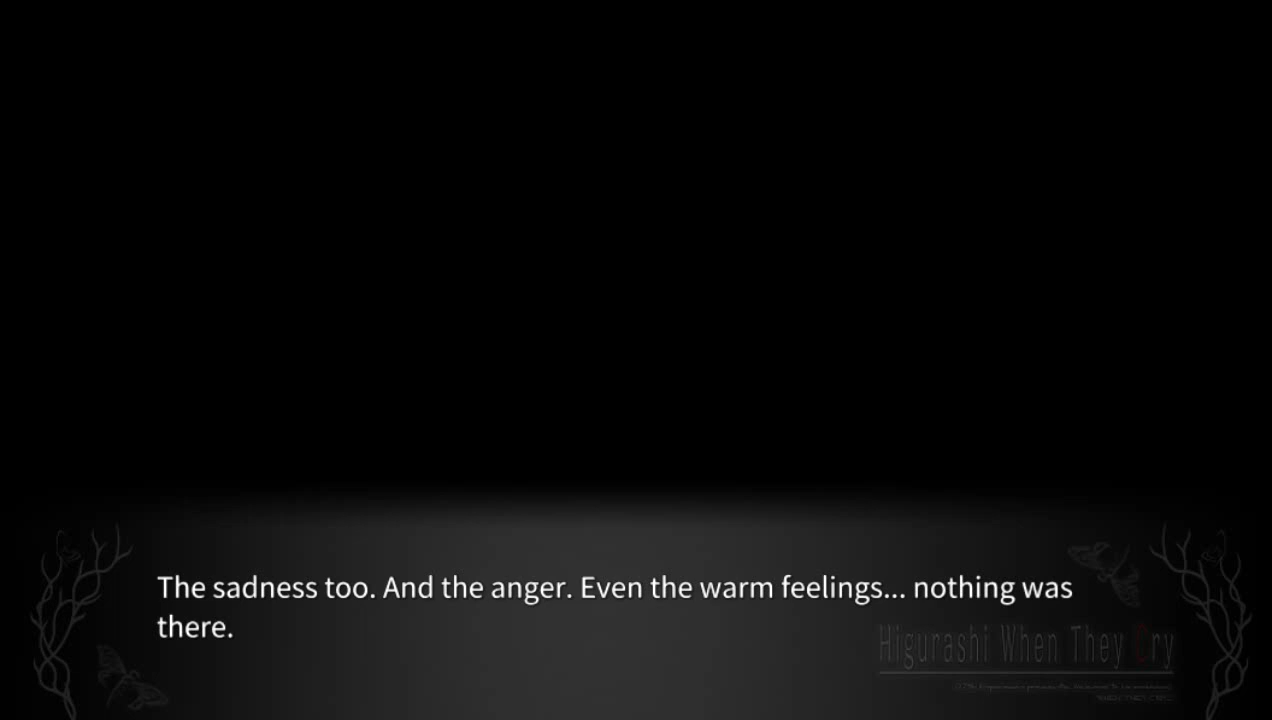 The sadness too. And the anger. Even the warm feelings... nothing was
there.
Higurashi When They Cry